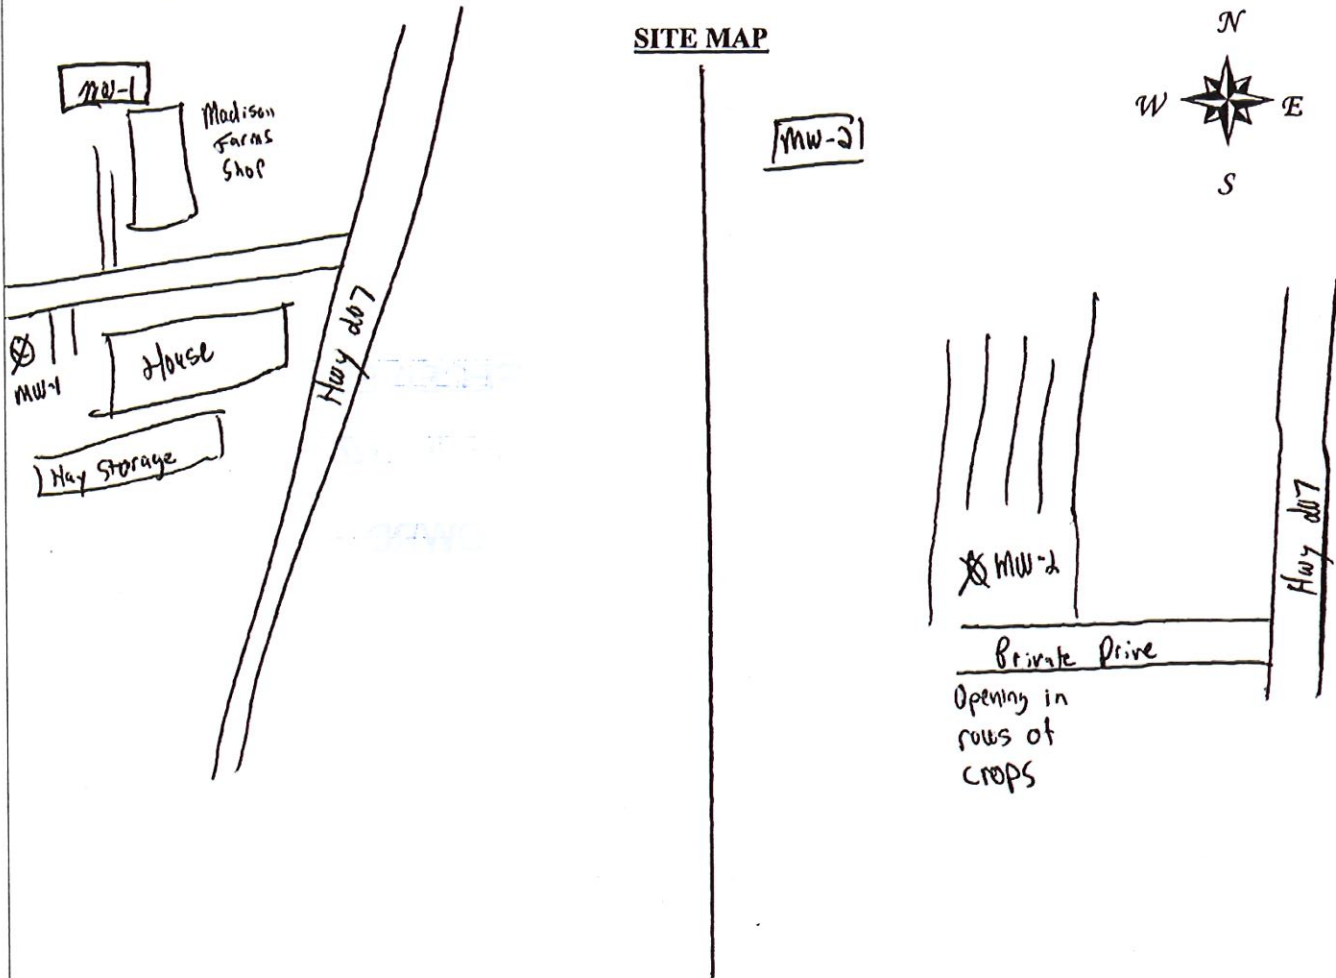 SITE MAP
MW-1
Madison
Farms
Shop
Hwy 207
House
MW-1
Hay Storage
N
W
E
S
MW-2
MW-2
Hwy 207
Private Drive
Opening in
rows of
crops